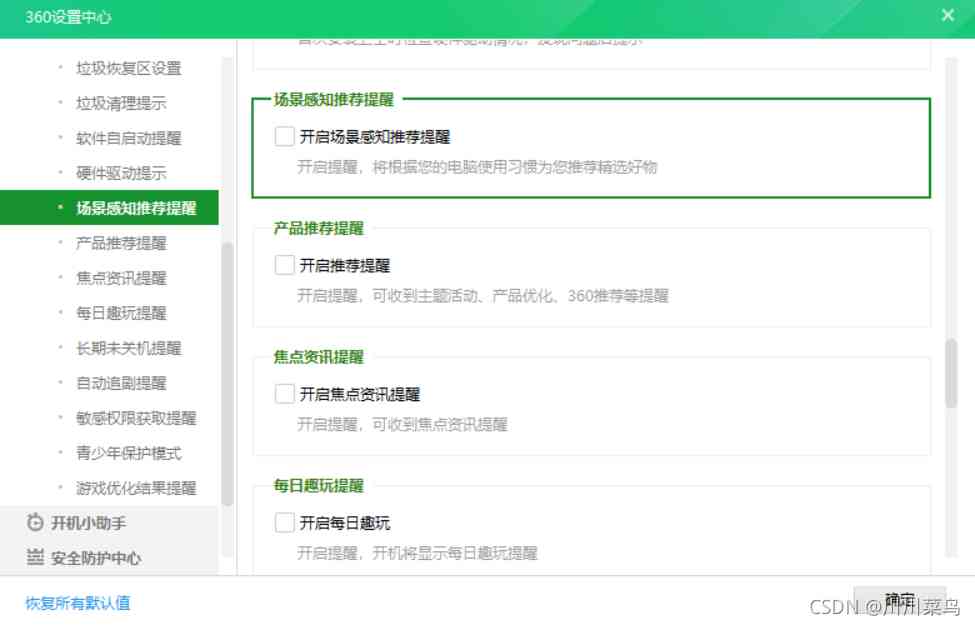 360设置中心
垃圾恢复区设置
垃圾清理提示
软件自启动提醒
硬件驱动提示
场景感知推荐提醒
产品推荐提醒
焦点资讯提醒
每日趣玩提醒
长期未关机提醒
自动追剧提醒
敏感权限获取提醒
青少年保护模式
游戏优化结果提醒
开机小助手
安全防护中心
场景感知推荐提醒
开启场景感知推荐提醒
开启提醒，将根据您的电脑使用习惯为您推荐精选好物
产品推荐提醒
开启推荐提醒
开启提醒，可收到主题活动、产品优化、360推荐等提醒
焦点资讯提醒
开启焦点资讯提醒
开启提醒，可收到焦点资讯提醒
每日趣玩提醒
开启每日趣玩
开启提醒，开机将显示每日趣玩提醒
恢复所有默认值
确定
CSDN @川川菜鸟